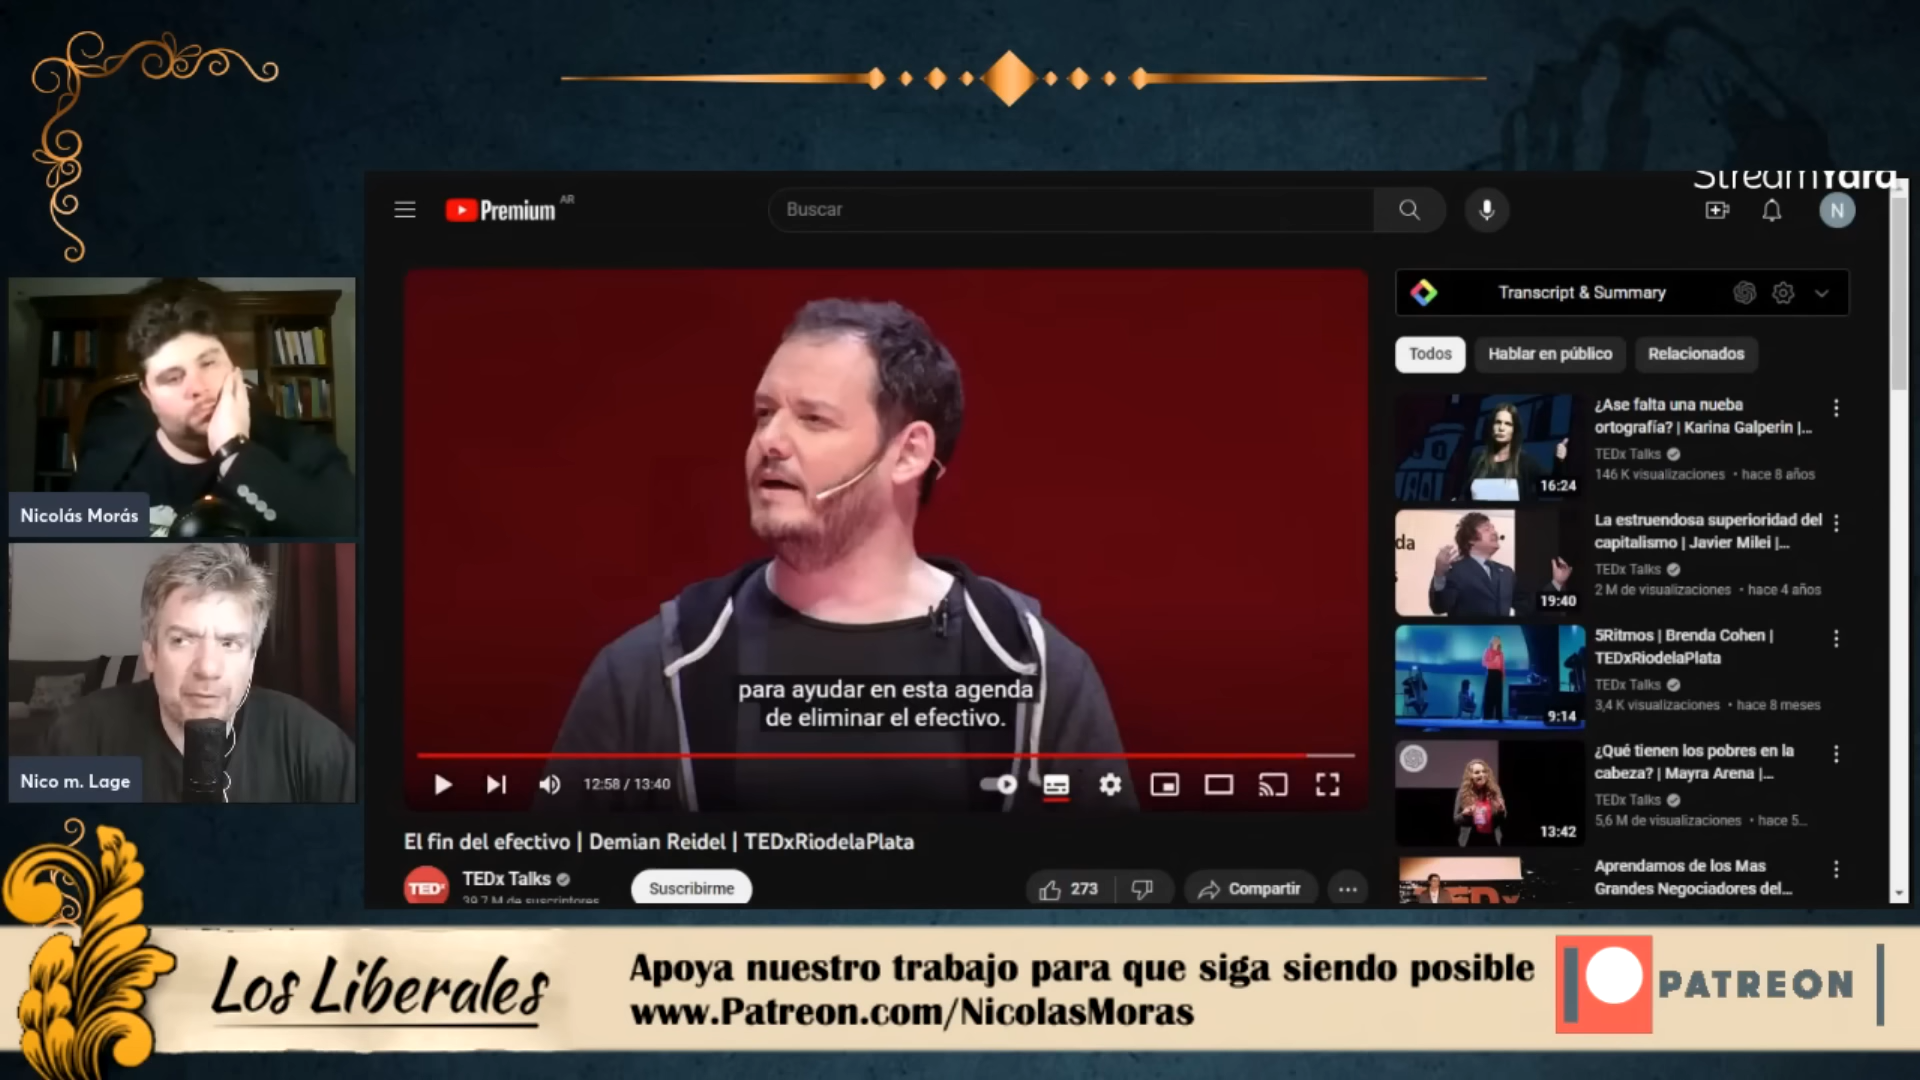 StreamYard
Premium AR
Buscar
N
Transcript & Summary
Todos
Hablar en público
Relacionados
¿Ase falta una nueba
ortografía? | Karina Galperin |...
TEDx Talks
146 K visualizaciones • hace 8 años
16:24
La estruendosa superioridad del
capitalismo | Javier Milei |...
TEDx Talks
2 M de visualizaciones • hace 4 años
da
19:40
5Ritmos | Brenda Cohen |
TEDxRiodelaPlata
TEDx Talks
3,4 K visualizaciones • hace 8 meses
9:14
¿Qué tienen los pobres en la
cabeza? | Mayra Arena |...
TEDx Talks
5,6 M de visualizaciones • hace 5...
13:42
Aprendamos de los Mas
Grandes Negociadores del...
Nicolás Morás
Nico m. Lage
para ayudar en esta agenda
de eliminar el efectivo.
12:58 / 13:40
El fin del efectivo | Demian Reidel | TEDxRiodelaPlata
TEDx
TEDx Talks
39,7 M de suscriptores
Suscribirme
273
Compartir
Los Liberales
Apoya nuestro trabajo para que siga siendo posible
www.Patreon.com/NicolasMoras
PATREON